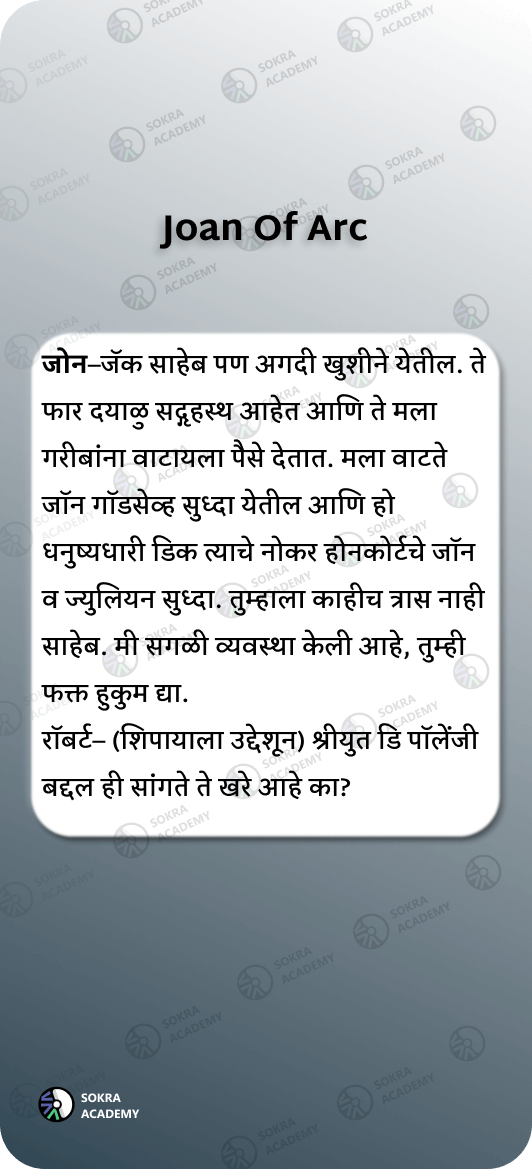 Joan Of Arc
जोन–जॅक साहेब पण अगदी खुशीने येतील. ते
फार दयाळु सद्गृहस्थ आहेत आणि ते मला
गरीबांना वाटायला पैसे देतात. मला वाटते
जॉन गॉडसेव्ह सुध्दा येतील आणि हो
धनुष्यधारी डिक त्याचे नोकर होनकोर्टचे जॉन
व ज्युलियन सुध्दा. तुम्हाला काहीच त्रास नाही
साहेब. मी सगळी व्यवस्था केली आहे, तुम्ही
फक्त हुकुम द्या.
रॉबर्ट– (शिपायाला उद्देशून) श्रीयुत डि पॉलेंजी
बद्दल ही सांगते ते खरे आहे का?
SOKRA
ACADEMY